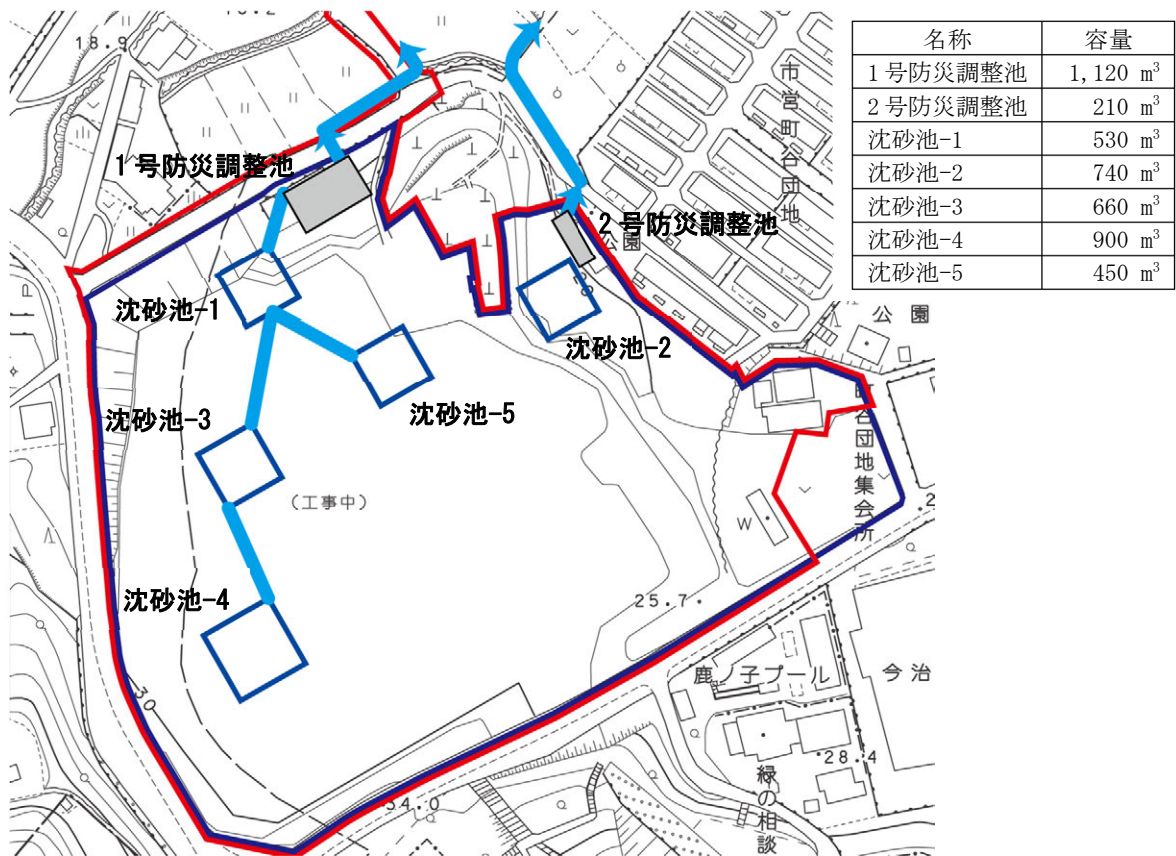 18.9
1号防災調整池
2号防災調整池
公園
市営町谷団地
沈砂池-1
沈砂池-2
沈砂池-3
沈砂池-5
(工事中)
沈砂池-4
25.7
30
W
公園
町谷団地集会所
鹿ノ子プール
今治
28.4
緑の相談
54.0
名称 容量
1号防災調整池 1,120 m³
2号防災調整池 210 m³
沈砂池-1 530 m³
沈砂池-2 740 m³
沈砂池-3 660 m³
沈砂池-4 900 m³
沈砂池-5 450 m³